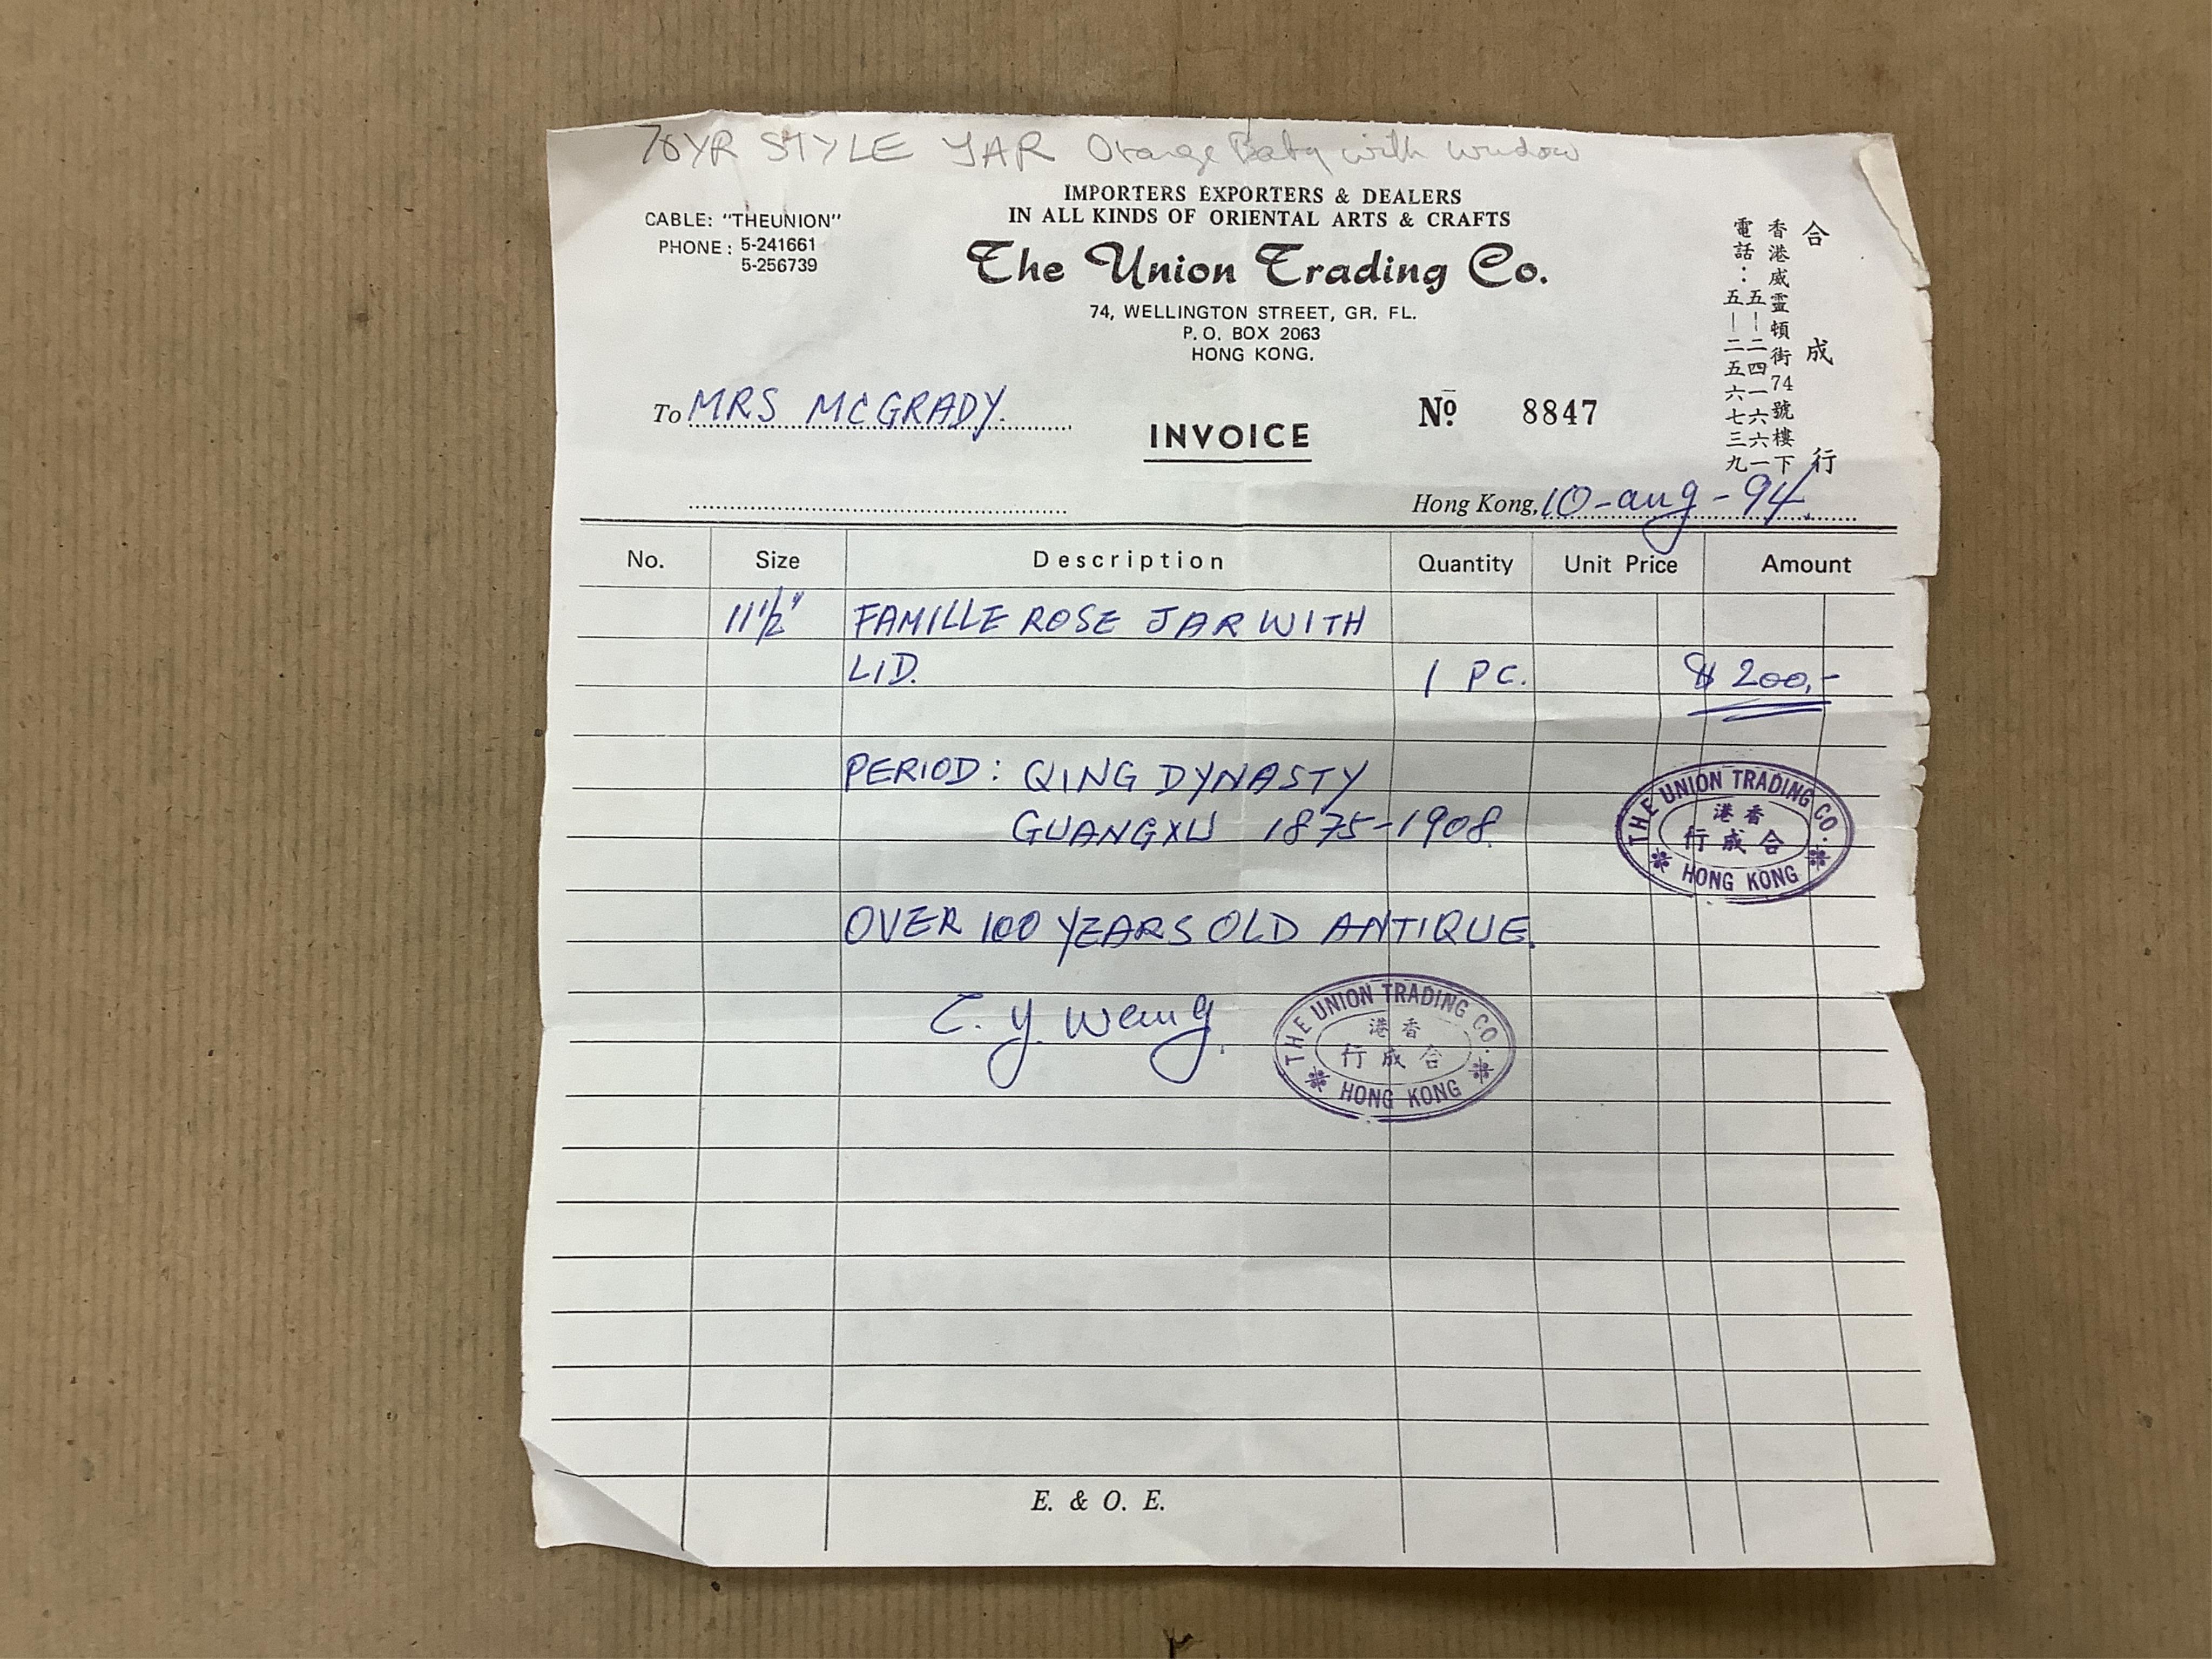 70YR STYLE JAR Orange Baby with window
IMPORTERS EXPORTERS & DEALERS
IN ALL KINDS OF ORIENTAL ARTS & CRAFTS
The Union Trading Co.
74, WELLINGTON STREET, GR. FL.
P.O. BOX 2063
HONG KONG.
CABLE: "THEUNION"
PHONE: 5-241661
5-256739
合成行
香港威靈頓街74號樓下
電話：五－二四一六六一
五－二五六七三九
To MRS MCGRADY.
INVOICE
Nº 8847
Hong Kong, 10-aug-94.
No. Size Description Quantity Unit Price Amount
11 1/2" FAMILLE ROSE JAR WITH
LID. 1 PC. $200.-
PERIOD: QING DYNASTY
GUANGXU 1875-1908.
THE UNION TRADING CO.
港香
行成合
HONG KONG
OVER 100 YEARS OLD ANTIQUE.
C. Y. Weng
THE UNION TRADING CO.
港香
行成合
HONG KONG
E. & O. E.